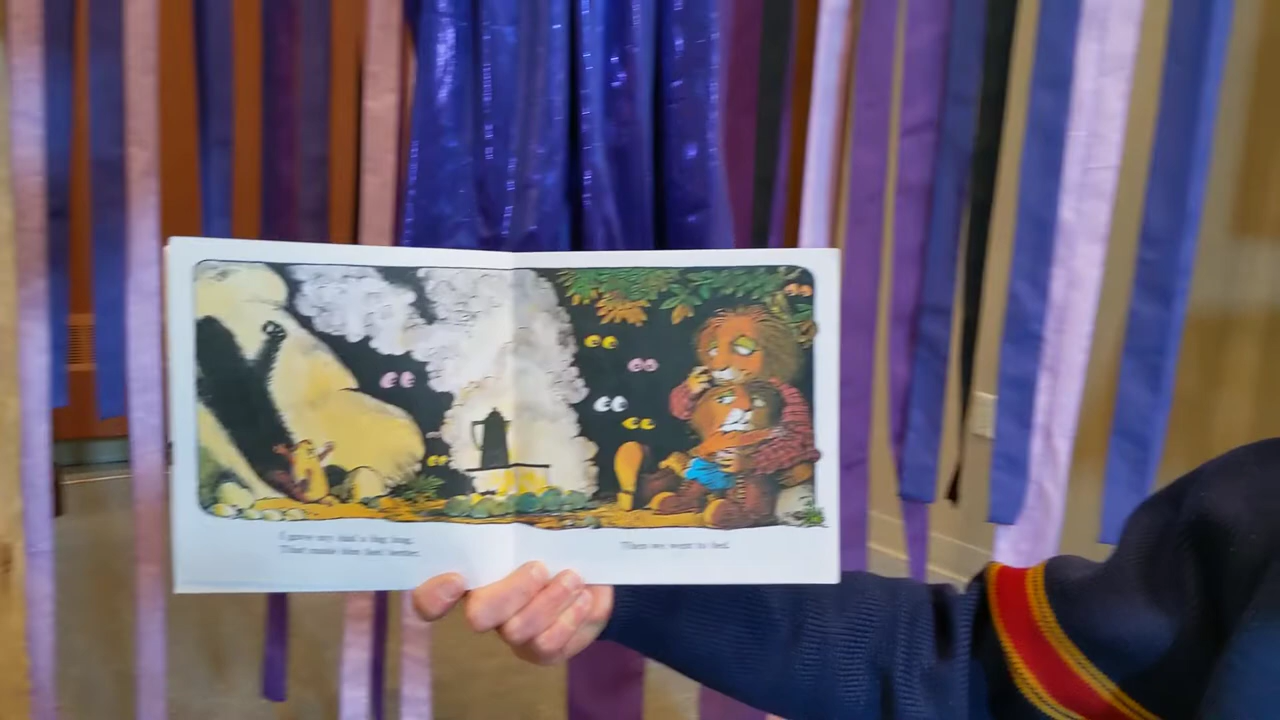 I gave my dad a big hug.
That made him feel better.
Then we went to bed.